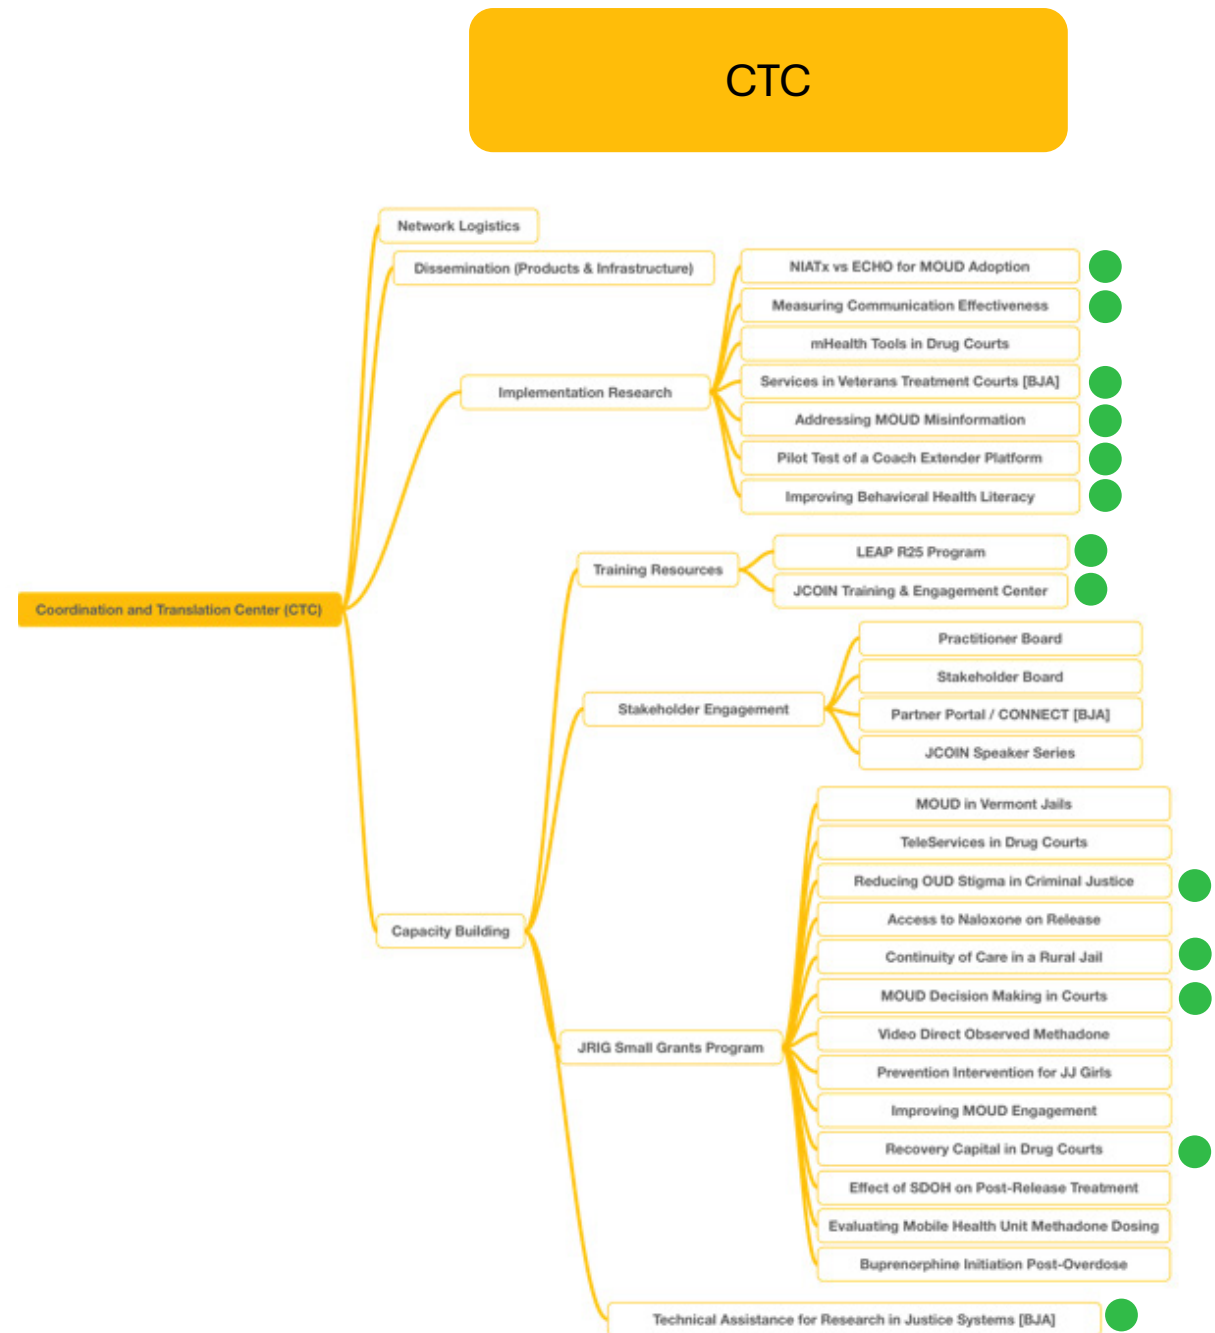 CTC
Network Logistics
Dissemination (Products & Infrastructure)
NIATx vs ECHO for MOUD Adoption
Measuring Communication Effectiveness
mHealth Tools in Drug Courts
Implementation Research
Services in Veterans Treatment Courts [BJA]
Addressing MOUD Misinformation
Pilot Test of a Coach Extender Platform
Improving Behavioral Health Literacy
Training Resources
LEAP R25 Program
JCOIN Training & Engagement Center
Coordination and Translation Center (CTC)
Practitioner Board
Stakeholder Board
Stakeholder Engagement
Partner Portal / CONNECT [BJA]
JCOIN Speaker Series
MOUD in Vermont Jails
TeleServices in Drug Courts
Reducing OUD Stigma in Criminal Justice
Access to Naloxone on Release
Capacity Building
Continuity of Care in a Rural Jail
MOUD Decision Making in Courts
Video Direct Observed Methadone
JRIG Small Grants Program
Prevention Intervention for JJ Girls
Improving MOUD Engagement
Recovery Capital in Drug Courts
Effect of SDOH on Post-Release Treatment
Evaluating Mobile Health Unit Methadone Dosing
Buprenorphine Initiation Post-Overdose
Technical Assistance for Research in Justice Systems [BJA]